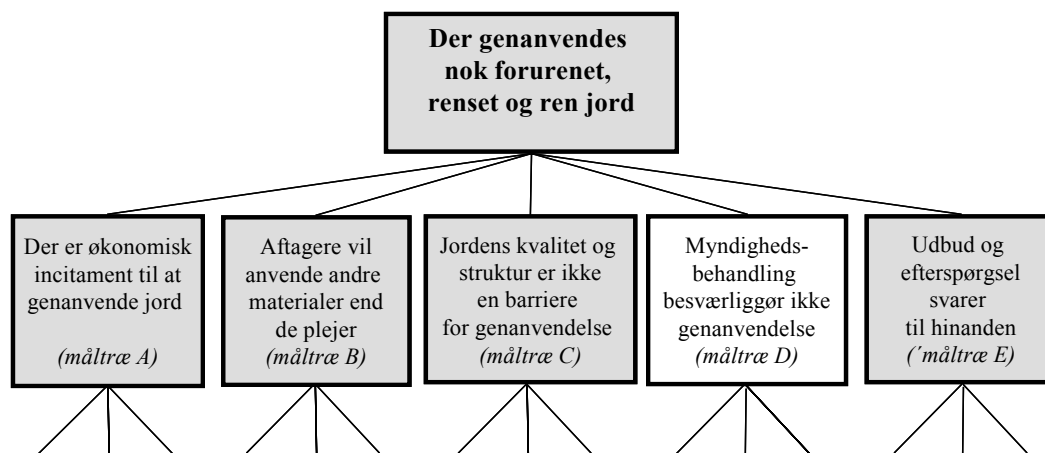 Der genanvendes
nok forurenet,
renset og ren jord
Der er økonomisk
incitament til at
genanvende jord
(måltræ A)
Aftagere vil
anvende andre
materialer end
de plejer
(måltræ B)
Jordens kvalitet og
struktur er ikke
en barriere
for genanvendelse
(måltræ C)
Myndigheds-
behandling
besværliggør ikke
genanvendelse
(måltræ D)
Udbud og
efterspørgsel
svarer
til hinanden
(´måltræ E)